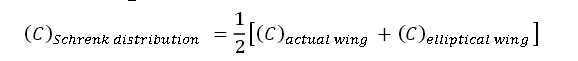 (C)Schrenk distribution = 1/2[(C)actual wing + (C)elliptical wing]